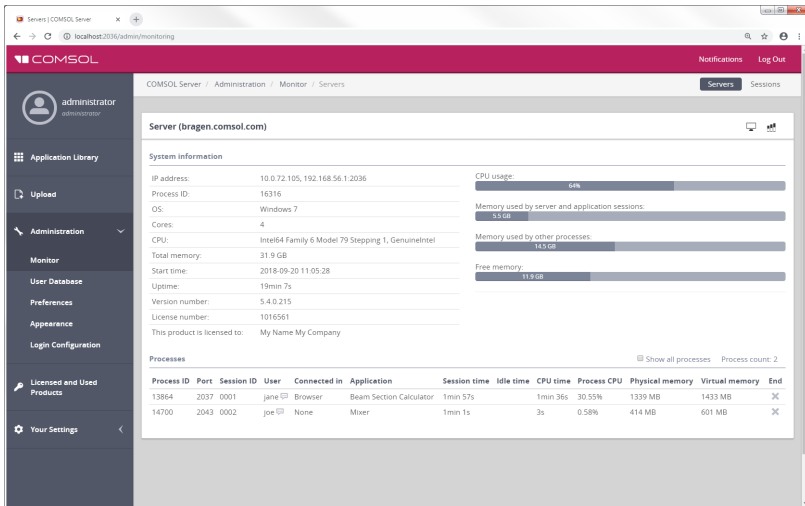 Servers | COMSOL Server
localhost:2036/admin/monitoring
COMSOL
Notifications Log Out
administrator
administrator
Application Library
Upload
Administration
Monitor
User Database
Preferences
Appearance
Login Configuration
Licensed and Used
Products
Your Settings
COMSOL Server / Administration / Monitor / Servers
Servers Sessions
Server (bragen.comsol.com)
System information
IP address: 10.0.72.105, 192.168.56.1:2036
Process ID: 16316
OS: Windows 7
Cores: 4
CPU: Intel64 Family 6 Model 79 Stepping 1, GenuineIntel
Total memory: 31.9 GB
Start time: 2018-09-20 11:05:28
Uptime: 19min 7s
Version number: 5.4.0.215
License number: 1016561
This product is licensed to: My Name My Company
CPU usage:
64%
Memory used by server and application sessions:
5.5 GB
Memory used by other processes:
14.5 GB
Free memory:
11.9 GB
Processes
Show all processes Process count: 2
Process ID Port Session ID User Connected in Application Session time Idle time CPU time Process CPU Physical memory Virtual memory End
13864 2037 0001 jane Browser Beam Section Calculator 1min 57s 1min 36s 30.55% 1339 MB 1433 MB
14700 2043 0002 joe None Mixer 1min 1s 3s 0.58% 414 MB 601 MB